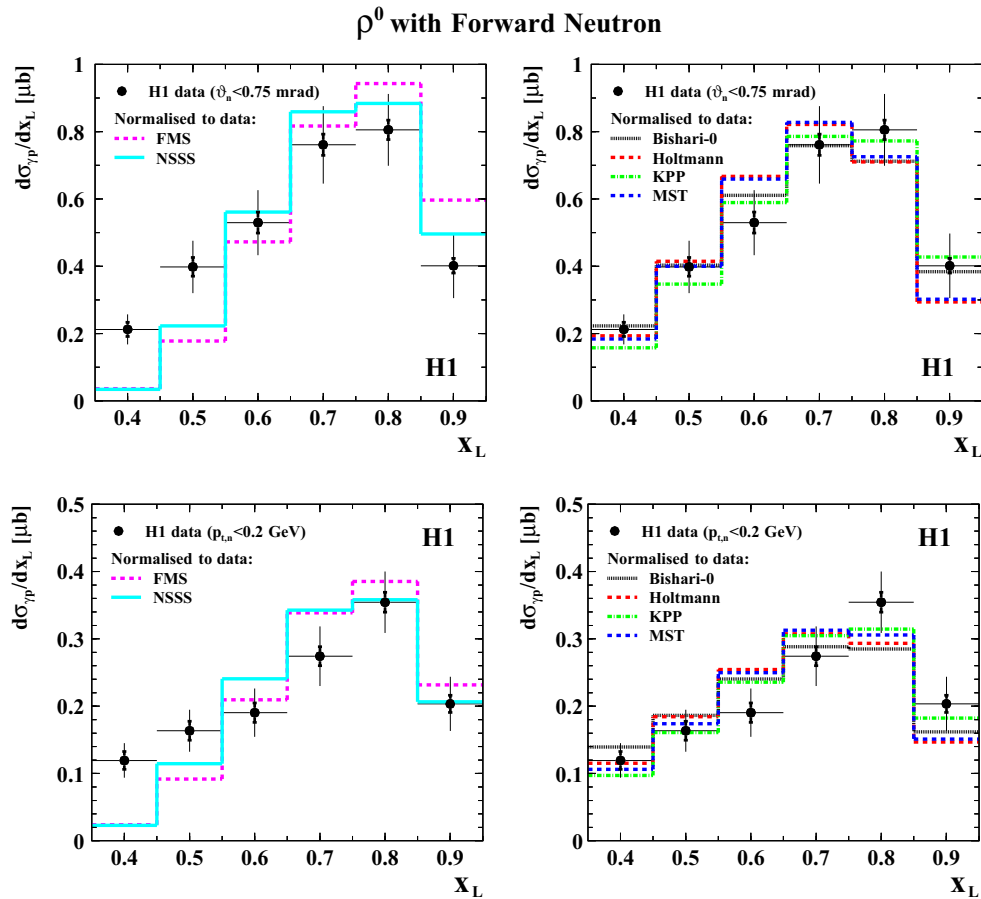 ρ⁰ with Forward Neutron
dσγp/dxL [μb]
1
0.8
0.6
0.4
0.2
0
H1 data (ϑn<0.75 mrad)
Normalised to data:
FMS
NSSS
H1
0.4 0.5 0.6 0.7 0.8 0.9
xL
dσγp/dxL [μb]
1
0.8
0.6
0.4
0.2
0
H1 data (ϑn<0.75 mrad)
Normalised to data:
Bishari-0
Holtmann
KPP
MST
H1
0.4 0.5 0.6 0.7 0.8 0.9
xL
dσγp/dxL [μb]
0.5
0.4
0.3
0.2
0.1
0
H1 data (pt,n<0.2 GeV)
H1
Normalised to data:
FMS
NSSS
0.4 0.5 0.6 0.7 0.8 0.9
xL
dσγp/dxL [μb]
0.5
0.4
0.3
0.2
0.1
0
H1 data (pt,n<0.2 GeV)
H1
Normalised to data:
Bishari-0
Holtmann
KPP
MST
0.4 0.5 0.6 0.7 0.8 0.9
xL